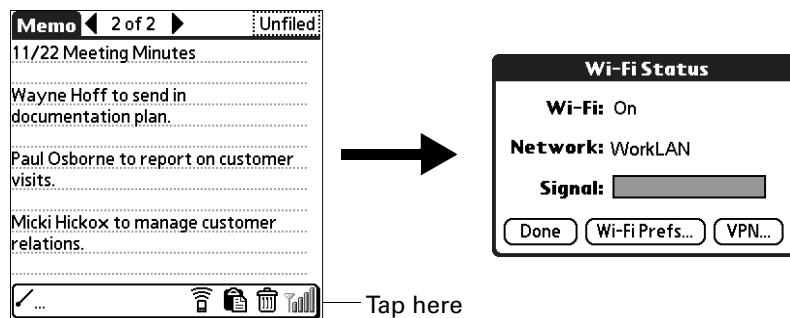 Memo 2 of 2 Unfiled
11/22 Meeting Minutes
Wayne Hoff to send in
documentation plan.
Paul Osborne to report on customer
visits.
Micki Hickox to manage customer
relations.
...
Tap here
Wi-Fi Status
Wi-Fi: On
Network: WorkLAN
Signal:
Done Wi-Fi Prefs... VPN...